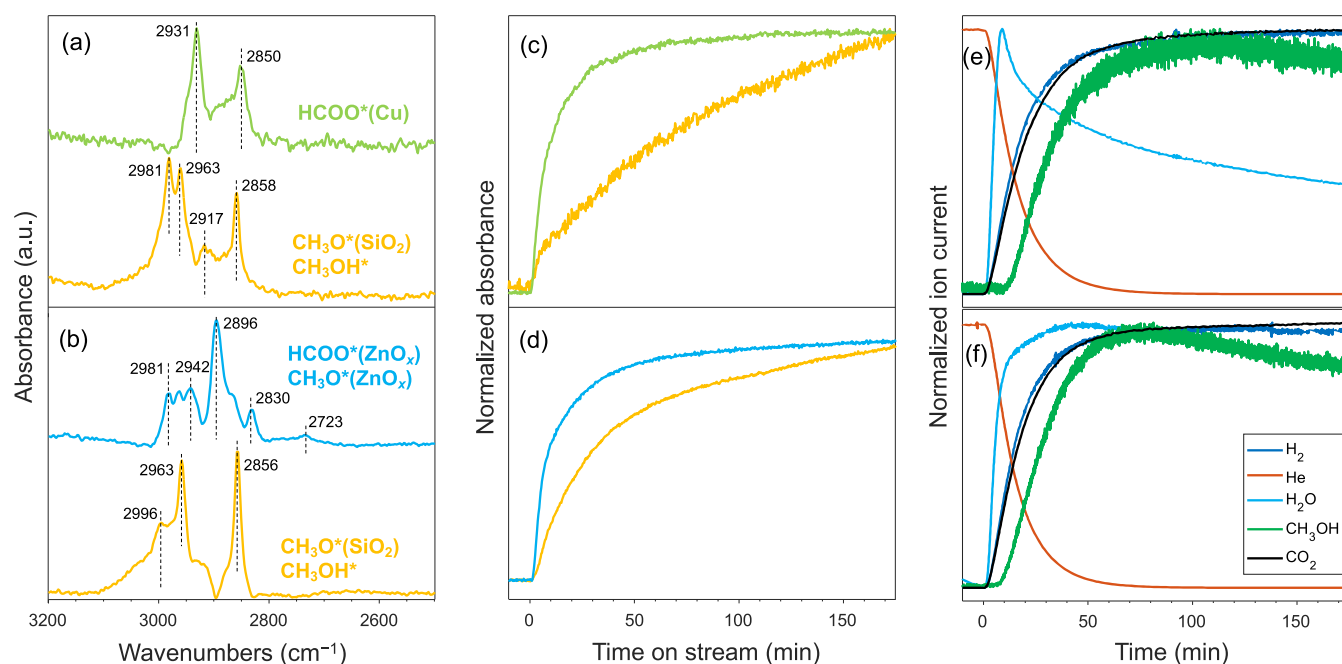 (a)
2931
2850
HCOO*(Cu)
2981
2963
2917
2858
CH₃O*(SiO₂)
CH₃OH*
(b)
2981
2942
2896
HCOO*(ZnOₓ)
CH₃O*(ZnOₓ)
2830
2723
2963
2856
2996
CH₃O*(SiO₂)
CH₃OH*
Absorbance (a.u.)
3200
3000
2800
2600
Wavenumbers (cm⁻¹)
(c)
(d)
Normalized absorbance
0
50
100
150
Time on stream (min)
(e)
(f)
Normalized ion current
H₂
He
H₂O
CH₃OH
CO₂
0
50
100
150
Time (min)